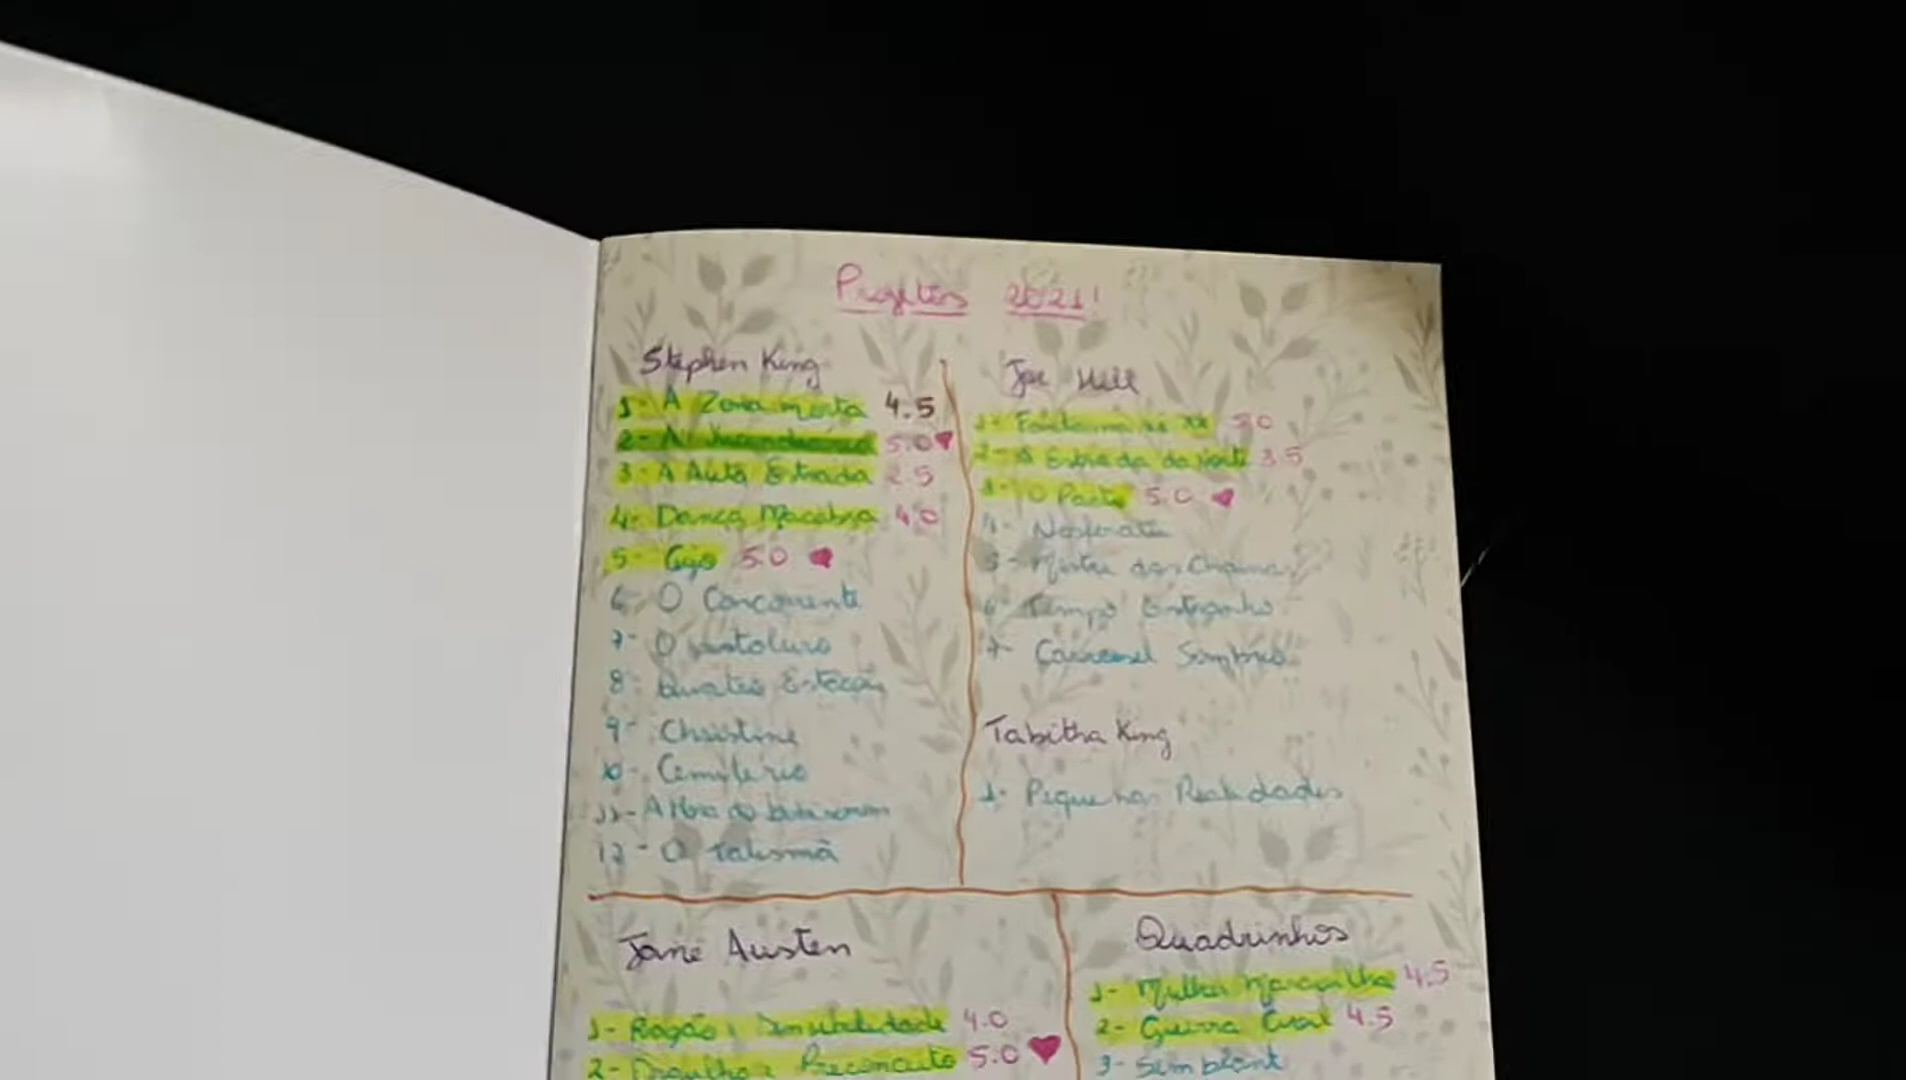 Projetos 2021!
Stephen King
1- A Zona morta 4.5
2- A Incendiária 5.0
3- A Auto Estrada 2.5
4- Dança Macabra 4.0
5- Cujo 5.0
6- O Concorrente
7- O Pistoleiro
8- Quatro Estações
9- Christine
10- Cemitério
11- A Hora do
12- O Talismã
Joe Hill
1- Fantasmas 5.0
2- A Estrada da Noite 3.5
3- O Pacto 5.0
4- Nosferatu
5- Mestre das Chamas
6- Tempo Estranho
7- Carrossel Sombrio
Tabitha King
1- Pequenas Realidades
Jane Austen
1- Razão e Sensibilidade 4.0
2- Orgulho e Preconceito 5.0
Quadrinhos
1- Mulher Maravilha 4.5
2- Guerra Civil 4.5
3-